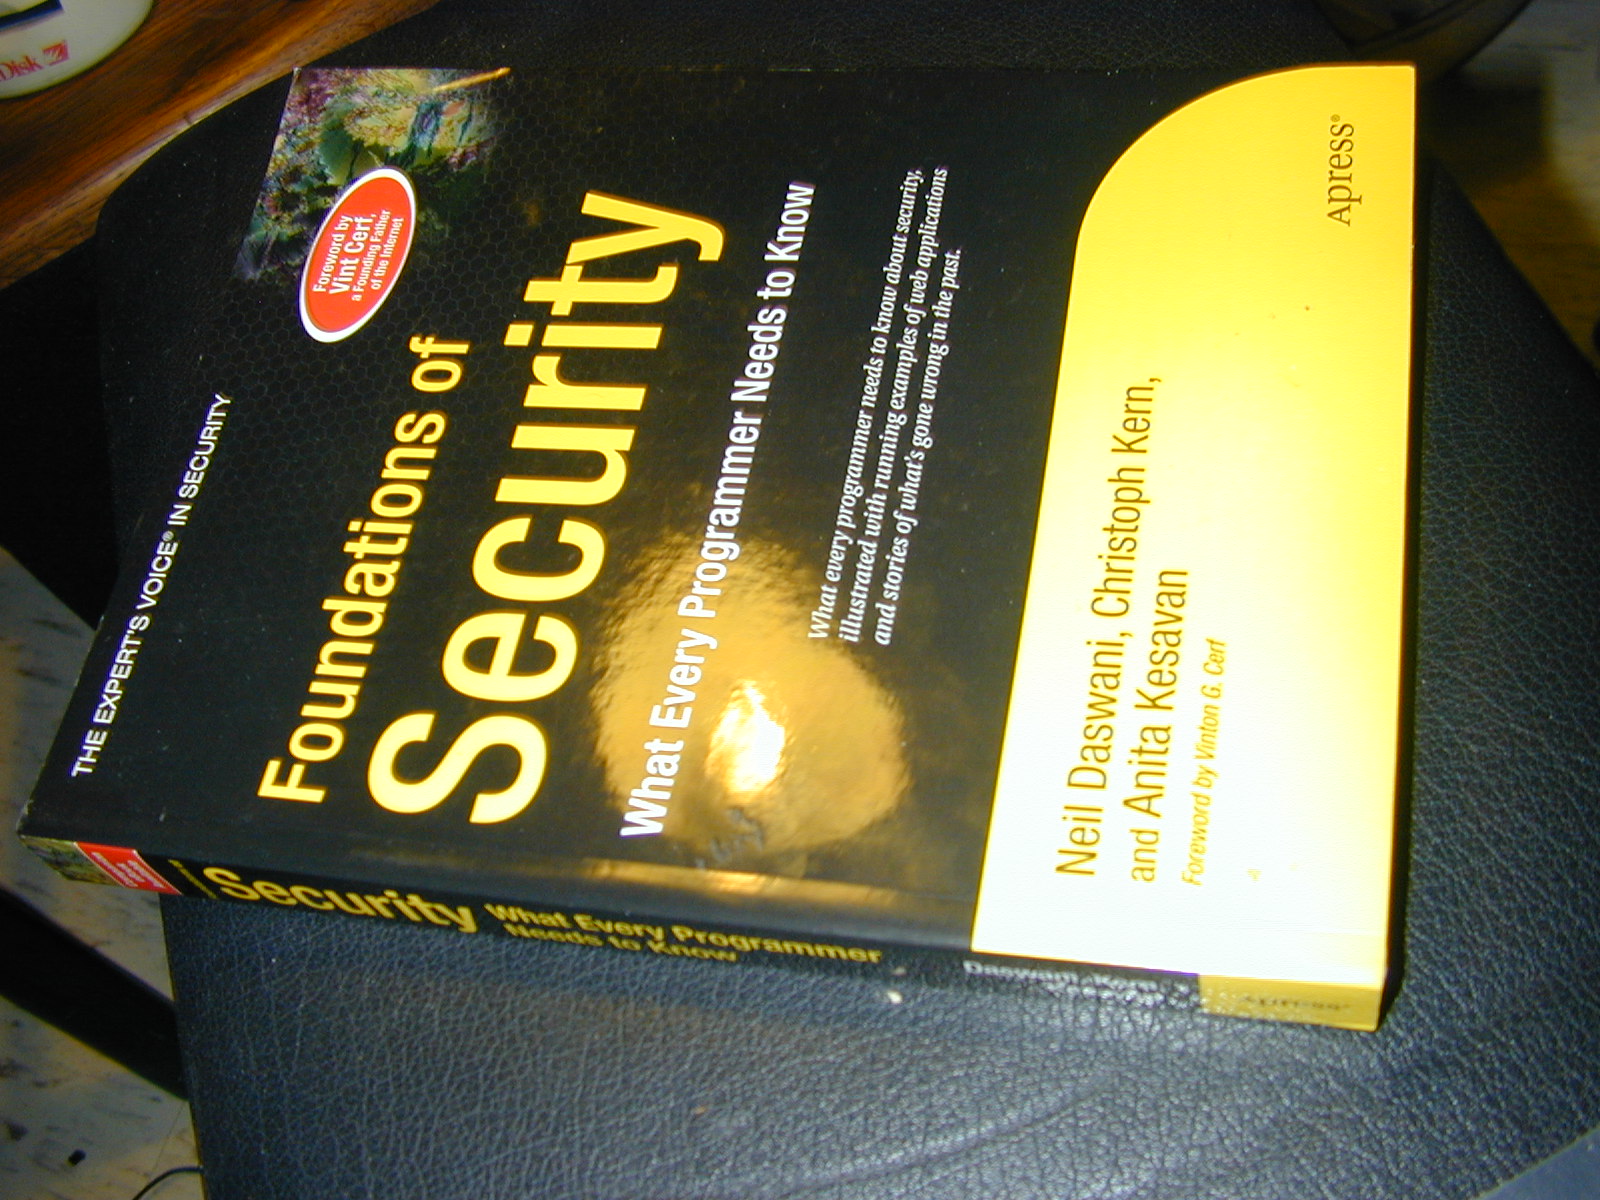 THE EXPERT'S VOICE® IN SECURITY
Foreword by
Vint Cerf,
a Founding Father
of the Internet
Foundations of
Security
What Every Programmer Needs to Know
What every programmer needs to know about security,
illustrated with running examples of web applications
and stories of what's gone wrong in the past.
Neil Daswani, Christoph Kern,
and Anita Kesavan
Foreword by Vinton G. Cerf
Apress®
Security
What Every Programmer
Needs to Know
Daswani
Apress®
Disk